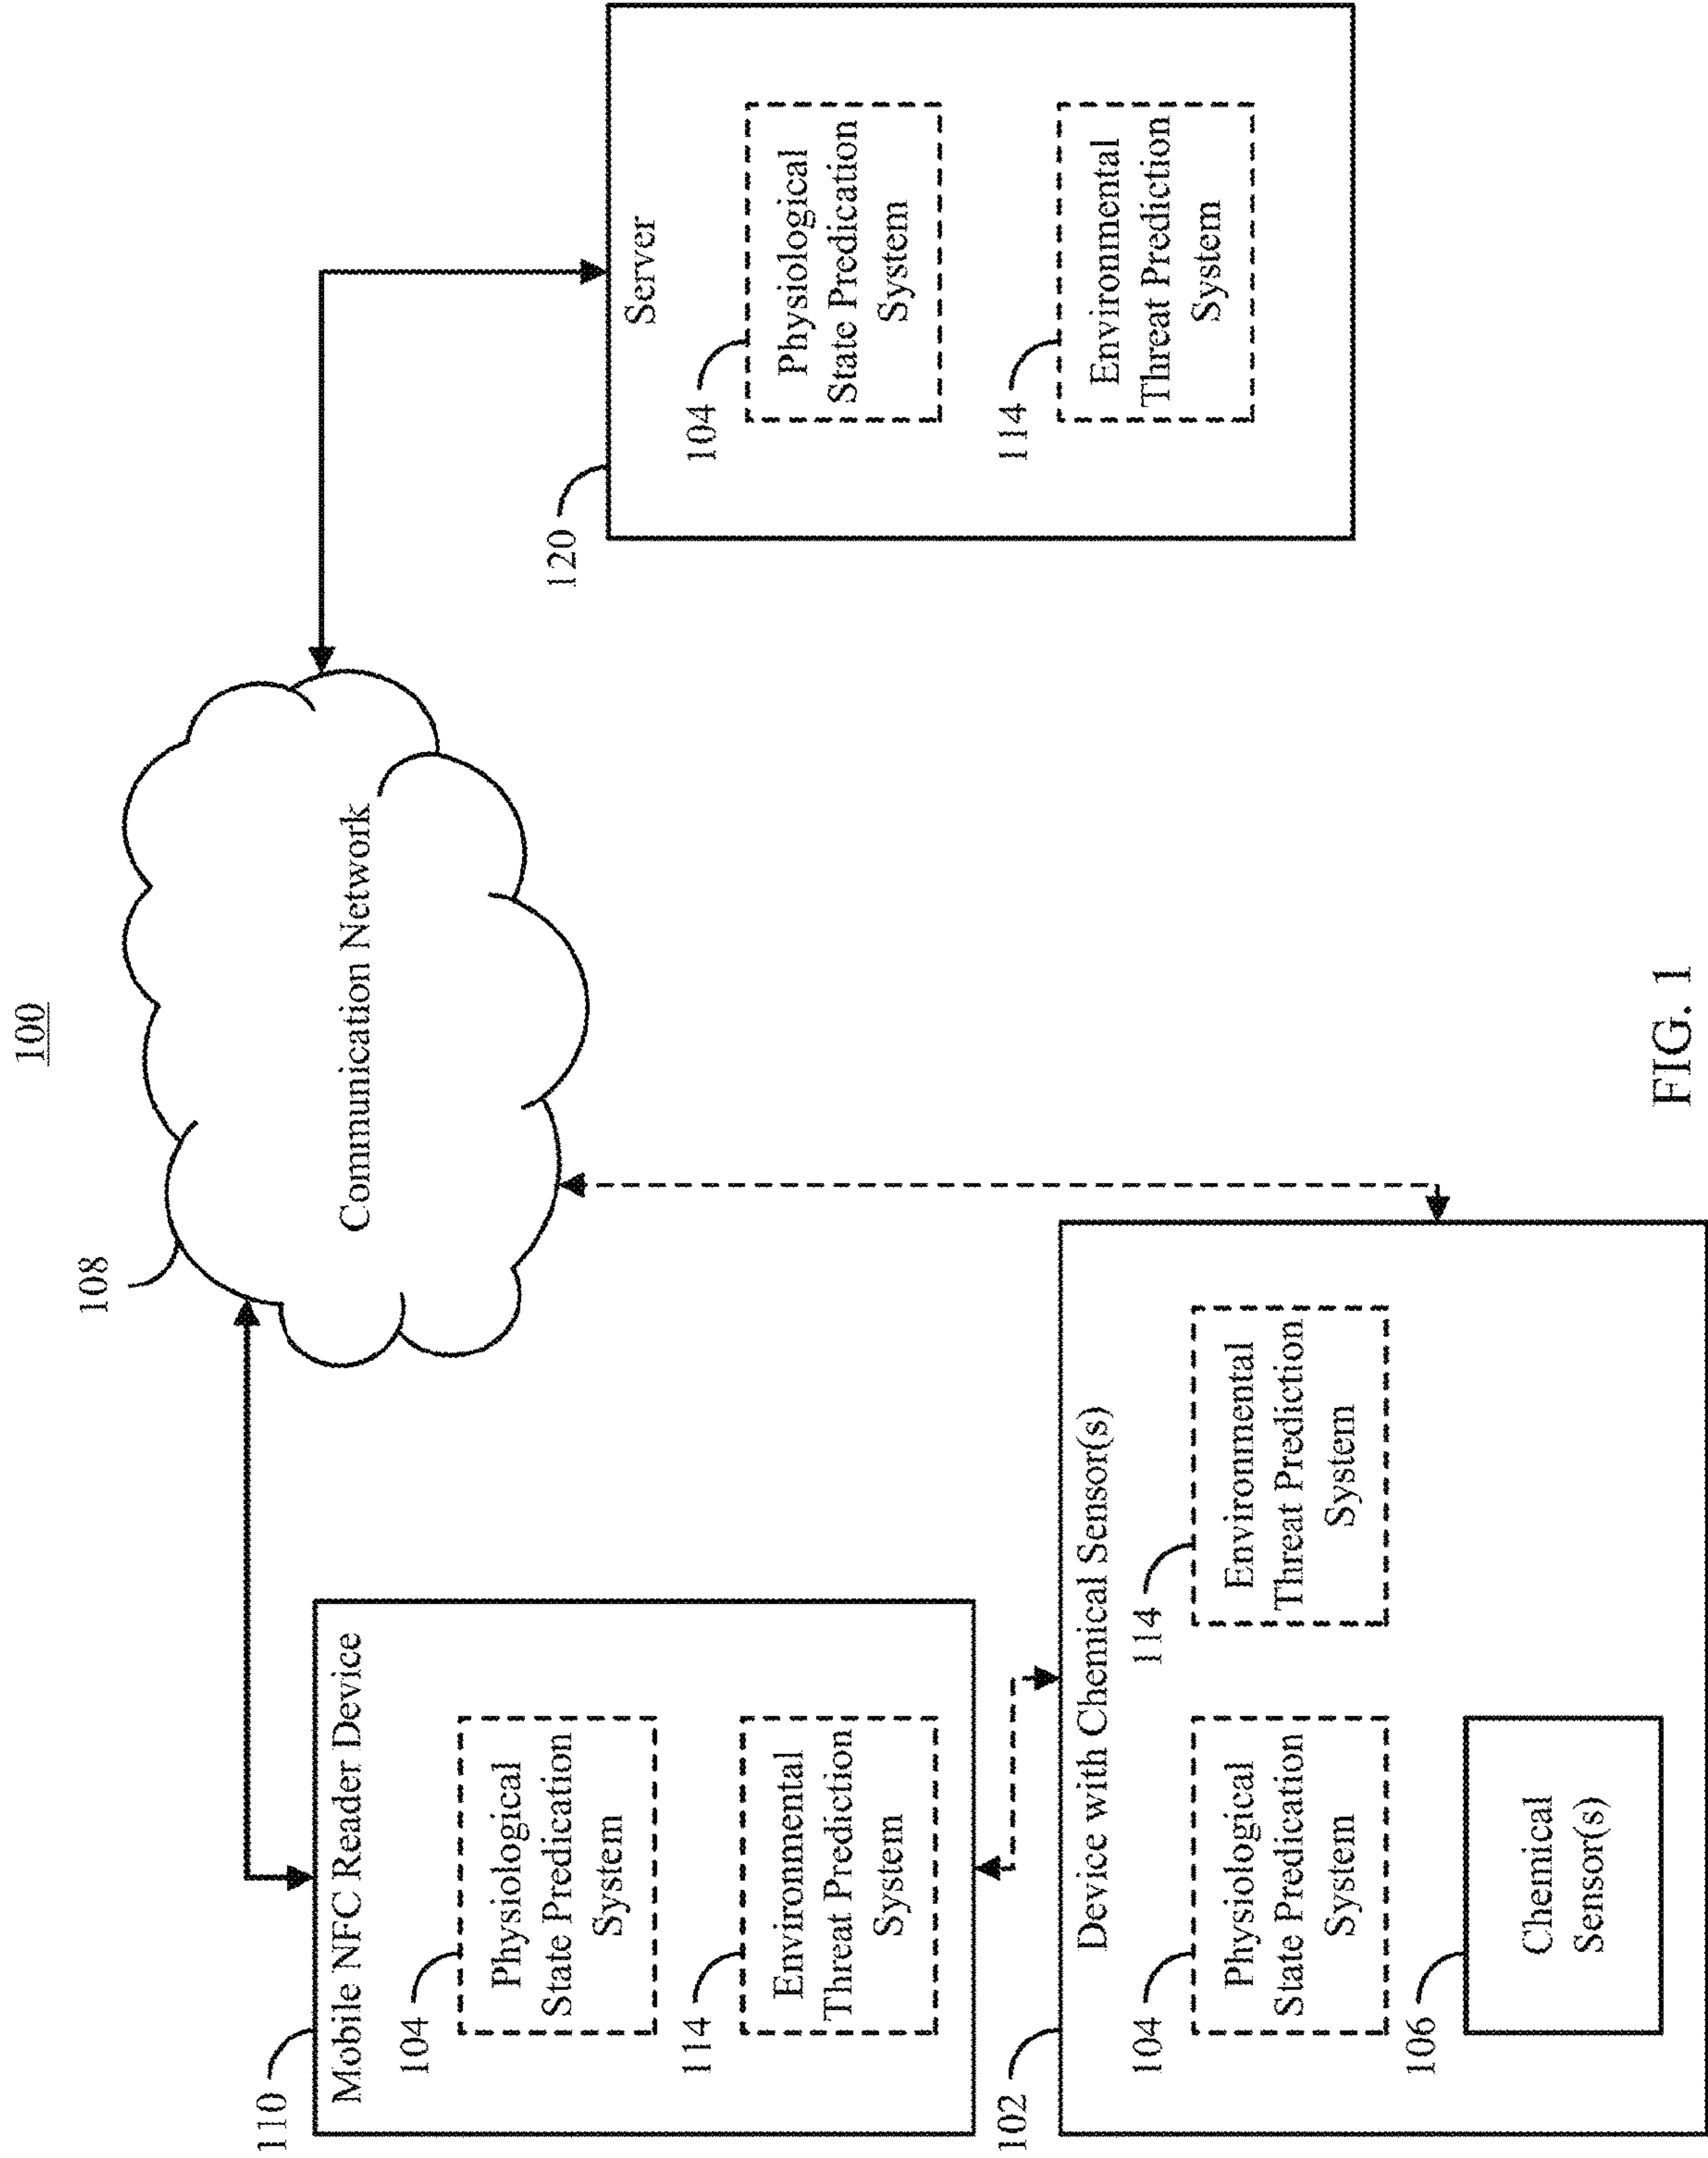 100
108
Communication Network
110
Mobile NFC Reader Device
104
Physiological
State Predication
System
114
Environmental
Threat Prediction
System
120
Server
104
Physiological
State Predication
System
114
Environmental
Threat Prediction
System
102
Device with Chemical Sensor(s)
104
Physiological
State Predication
System
114
Environmental
Threat Prediction
System
106
Chemical
Sensor(s)
FIG. 1